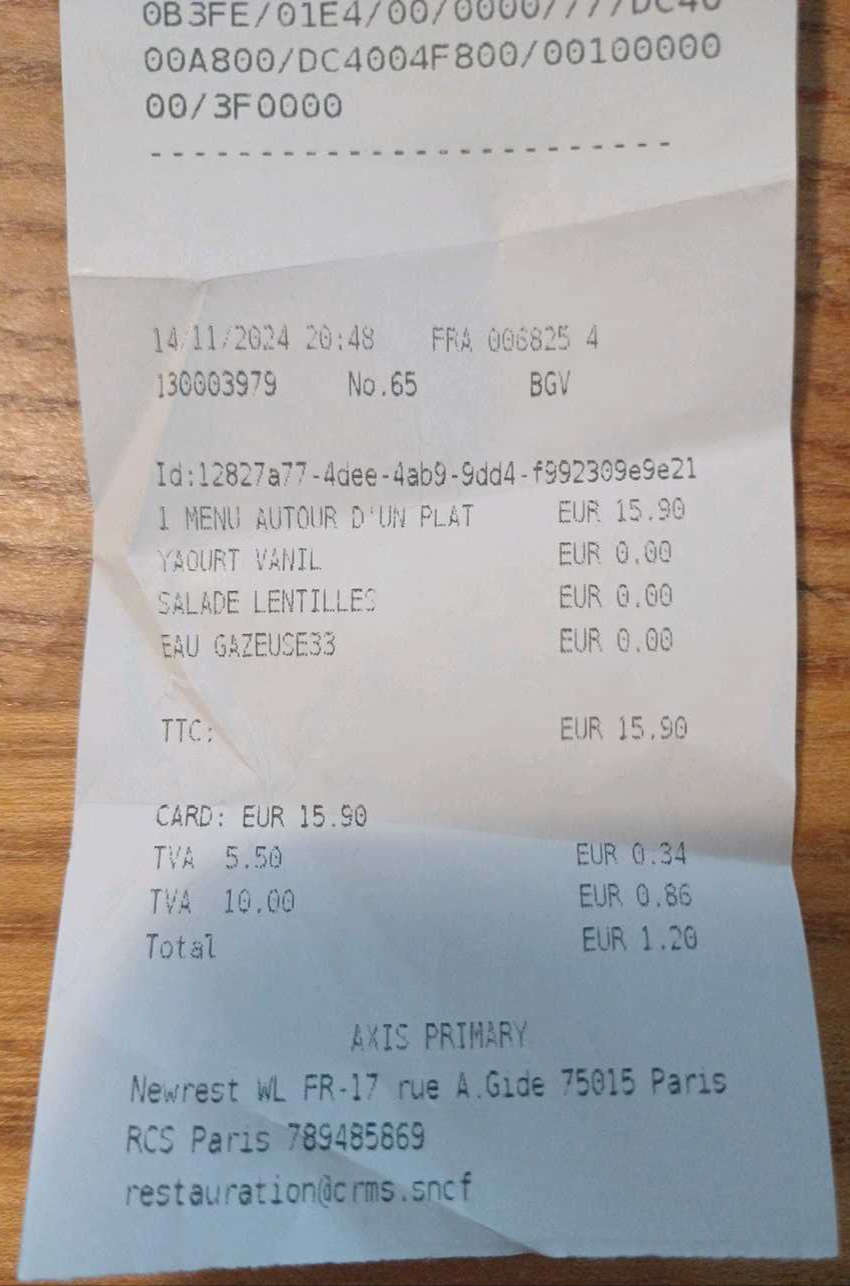 0B3FE/01E4/00/0000////DC40
00A800/DC4004F800/00100000
00/3F0000
------------------------
14/11/2024 20:48 FRA 006825 4
130003979 No.65 BGV
Id:12827a77-4dee-4ab9-9dd4-f992309e9e21
1 MENU AUTOUR D'UN PLAT EUR 15.90
YAOURT VANIL EUR 0.00
SALADE LENTILLES EUR 0.00
EAU GAZEUSE33 EUR 0.00
TTC: EUR 15.90
CARD: EUR 15.90
TVA 5.50 EUR 0.34
TVA 10.00 EUR 0.86
Total EUR 1.20
AXIS PRIMARY
Newrest WL FR-17 rue A.Gide 75015 Paris
RCS Paris 789485869
restauration@crms.sncf